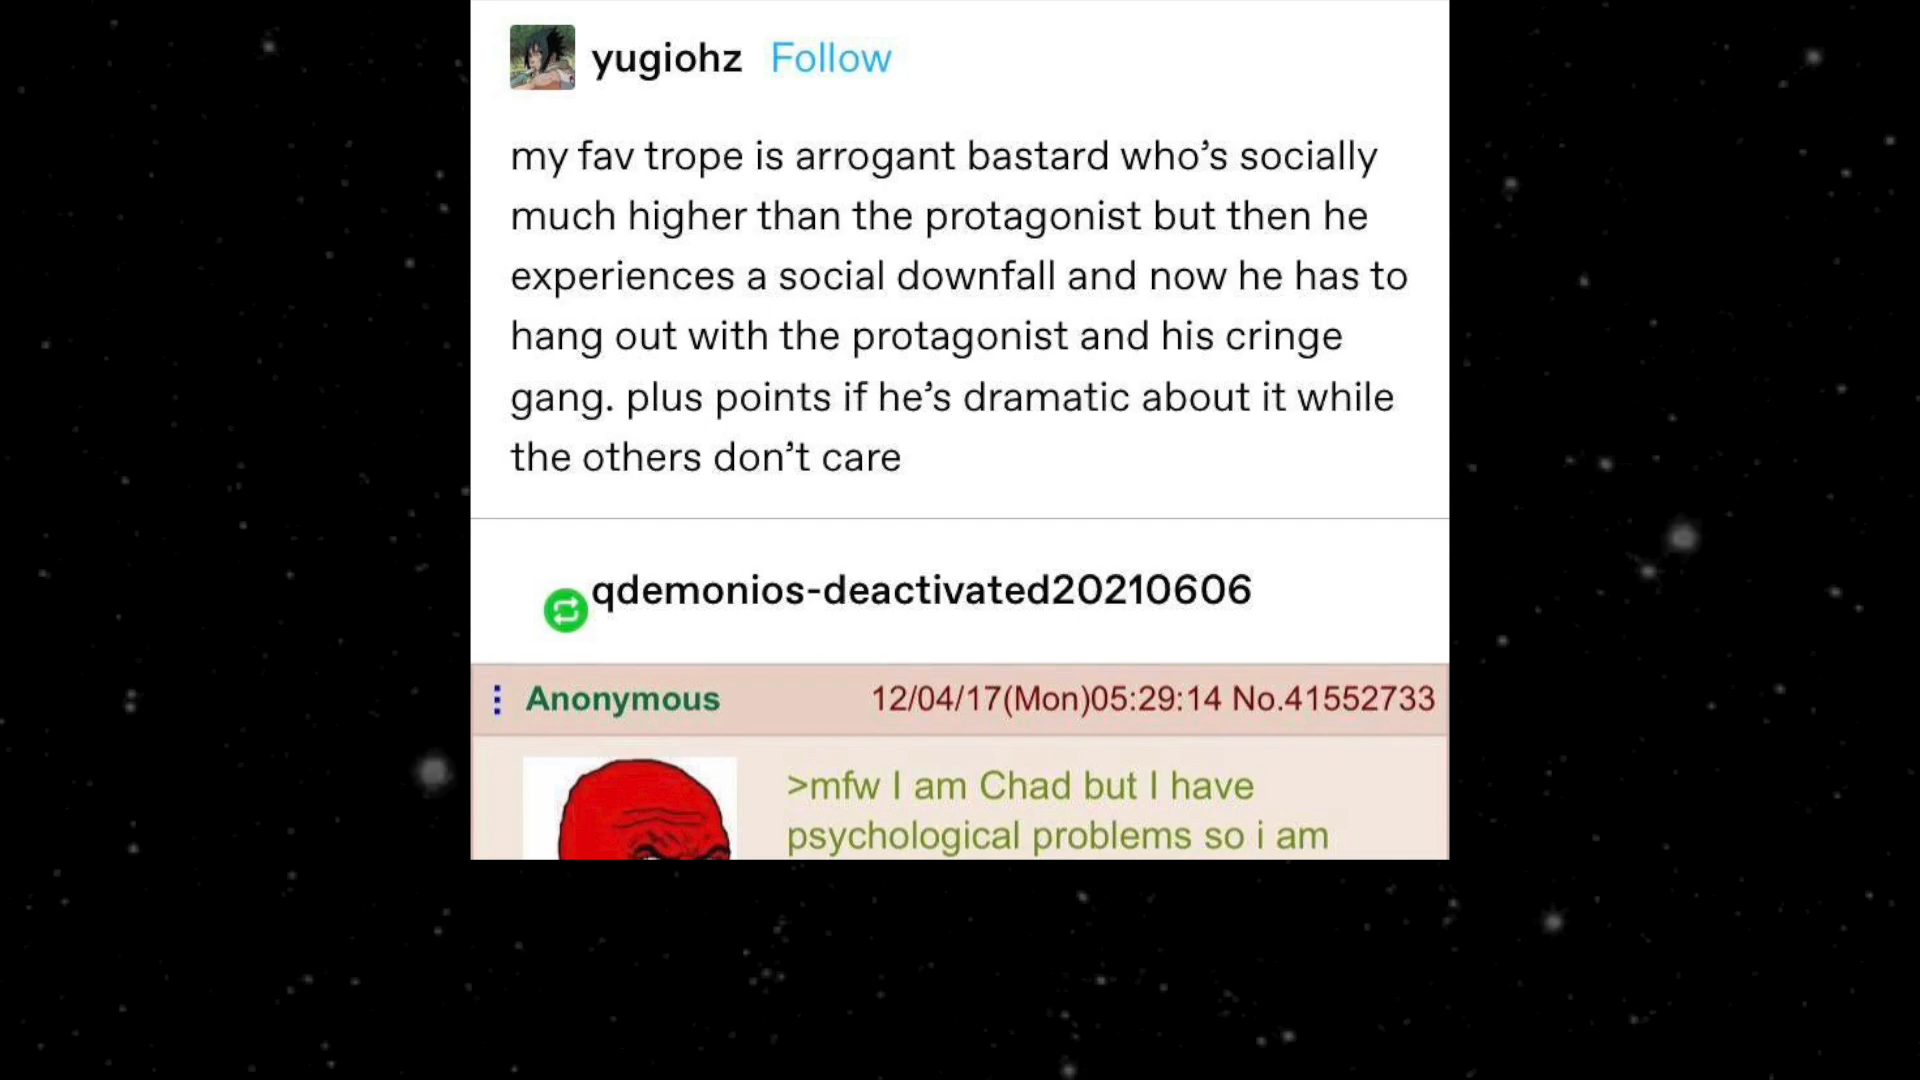 yugiohz Follow
my fav trope is arrogant bastard who’s socially
much higher than the protagonist but then he
experiences a social downfall and now he has to
hang out with the protagonist and his cringe
gang. plus points if he’s dramatic about it while
the others don’t care
qdemonios-deactivated20210606
Anonymous 12/04/17(Mon)05:29:14 No.41552733
>mfw I am Chad but I have
psychological problems so i am